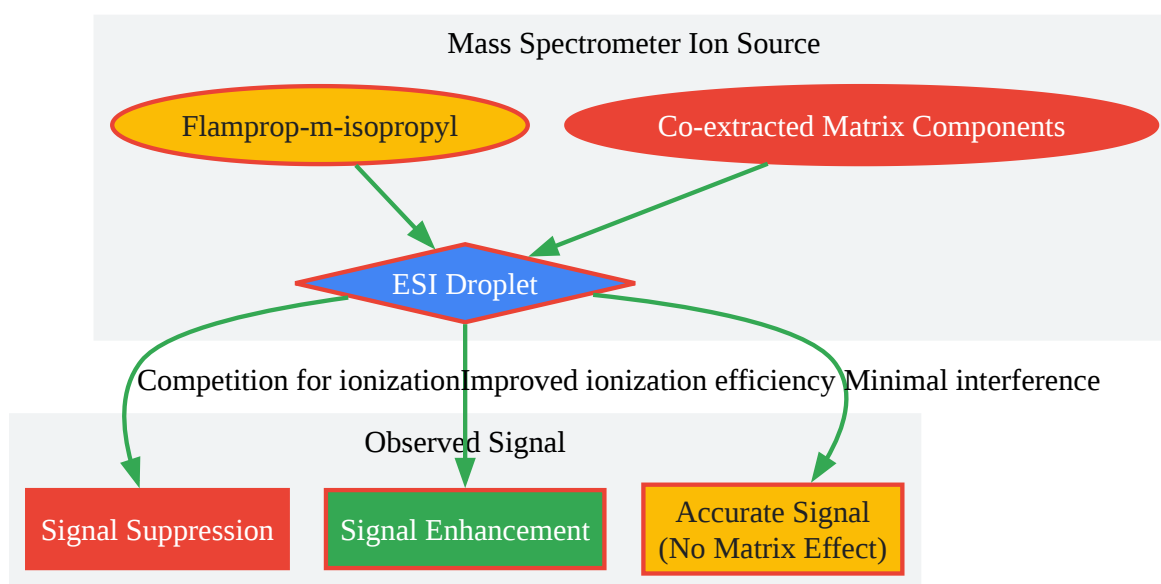 Mass Spectrometer Ion Source
Flamprop-m-isopropyl
Co-extracted Matrix Components
ESI Droplet
Competition for ionization
Improved ionization efficiency
Minimal interference
Observed Signal
Signal Suppression
Signal Enhancement
Accurate Signal
(No Matrix Effect)